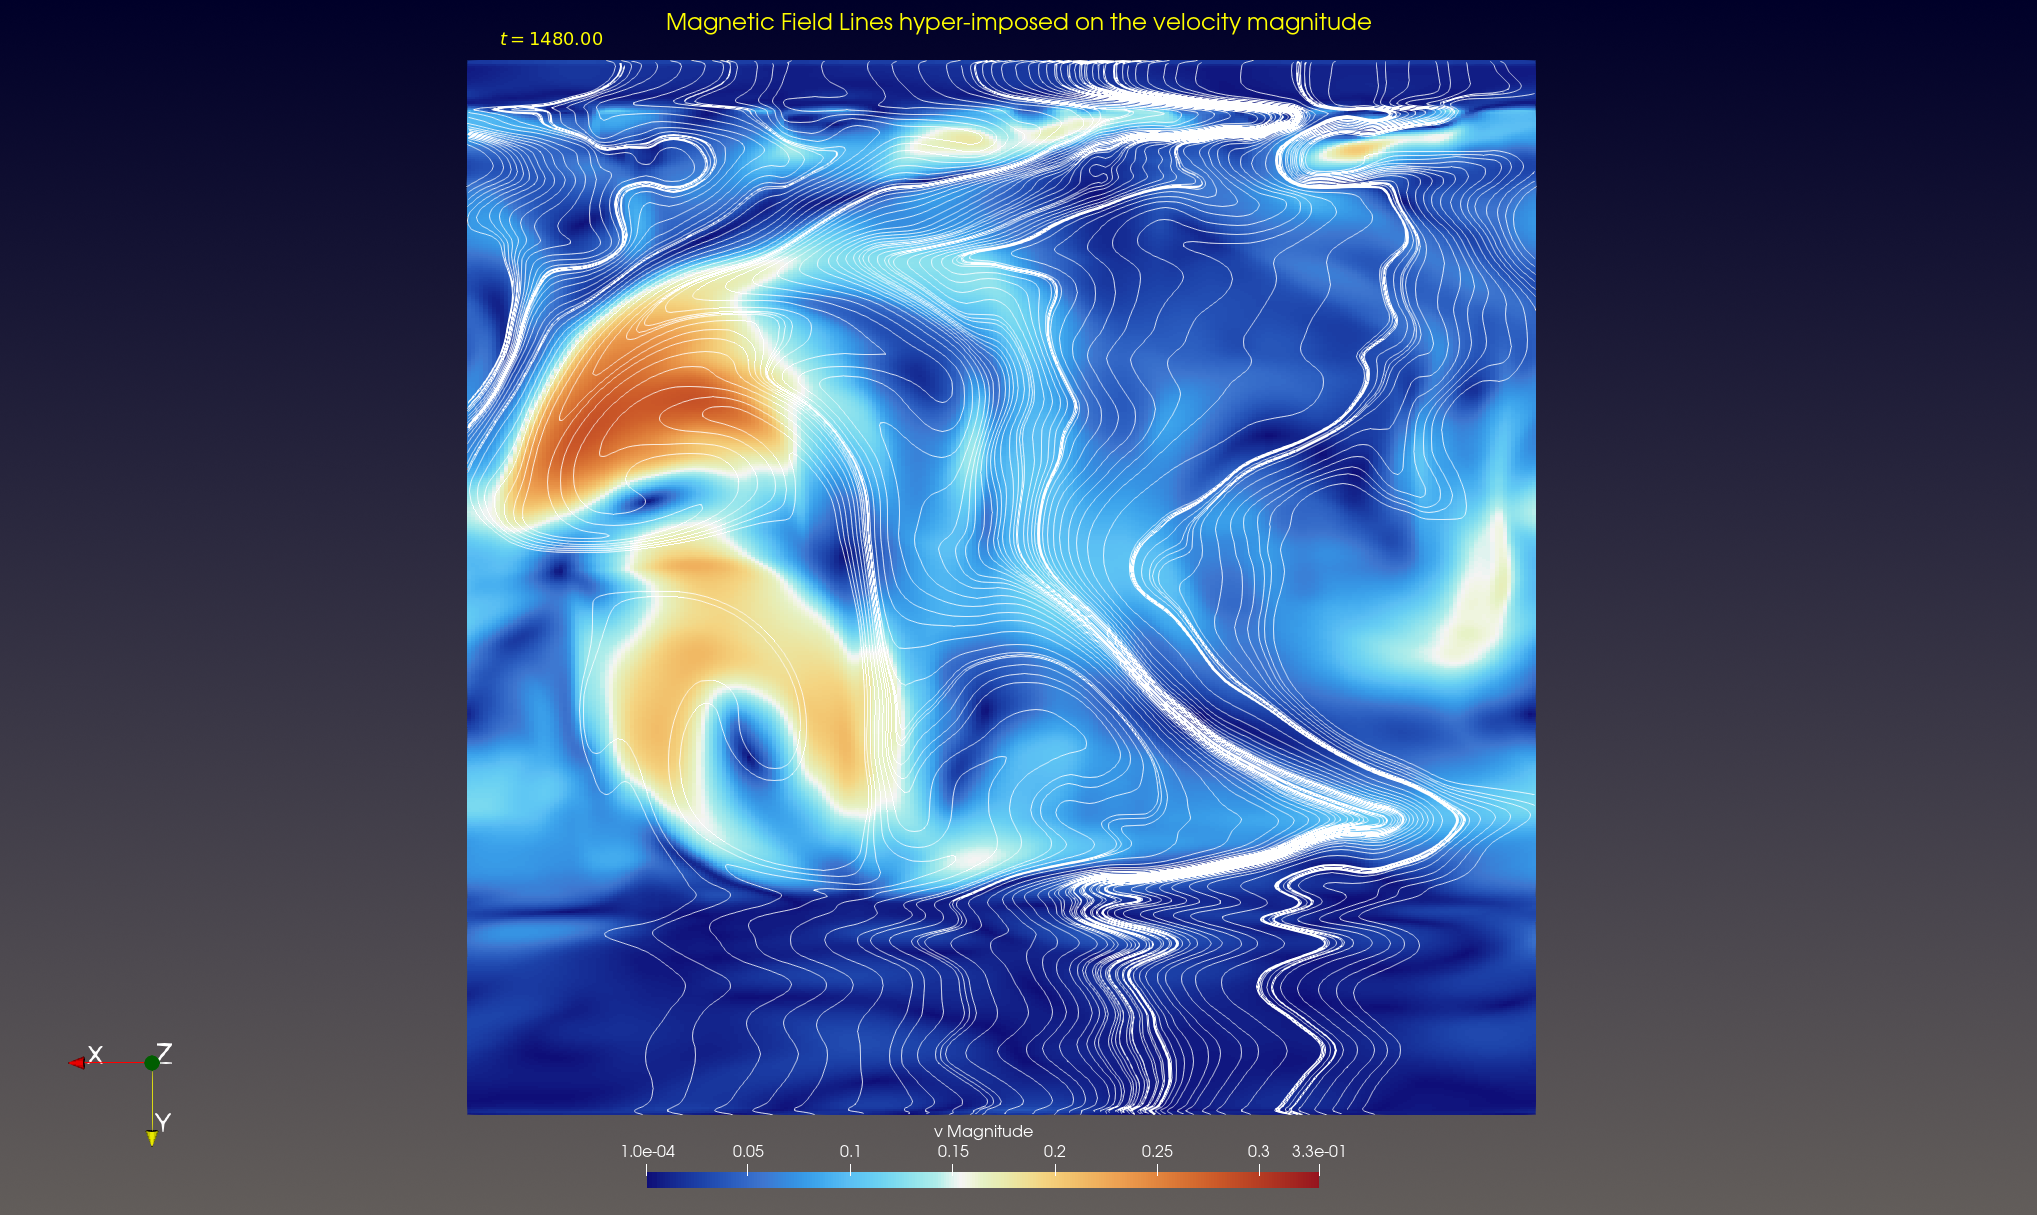 Magnetic Field Lines hyper-imposed on the velocity magnitude
t = 1480.00
X Z
Y
v Magnitude
1.0e-04 0.05 0.1 0.15 0.2 0.25 0.3 3.3e-01